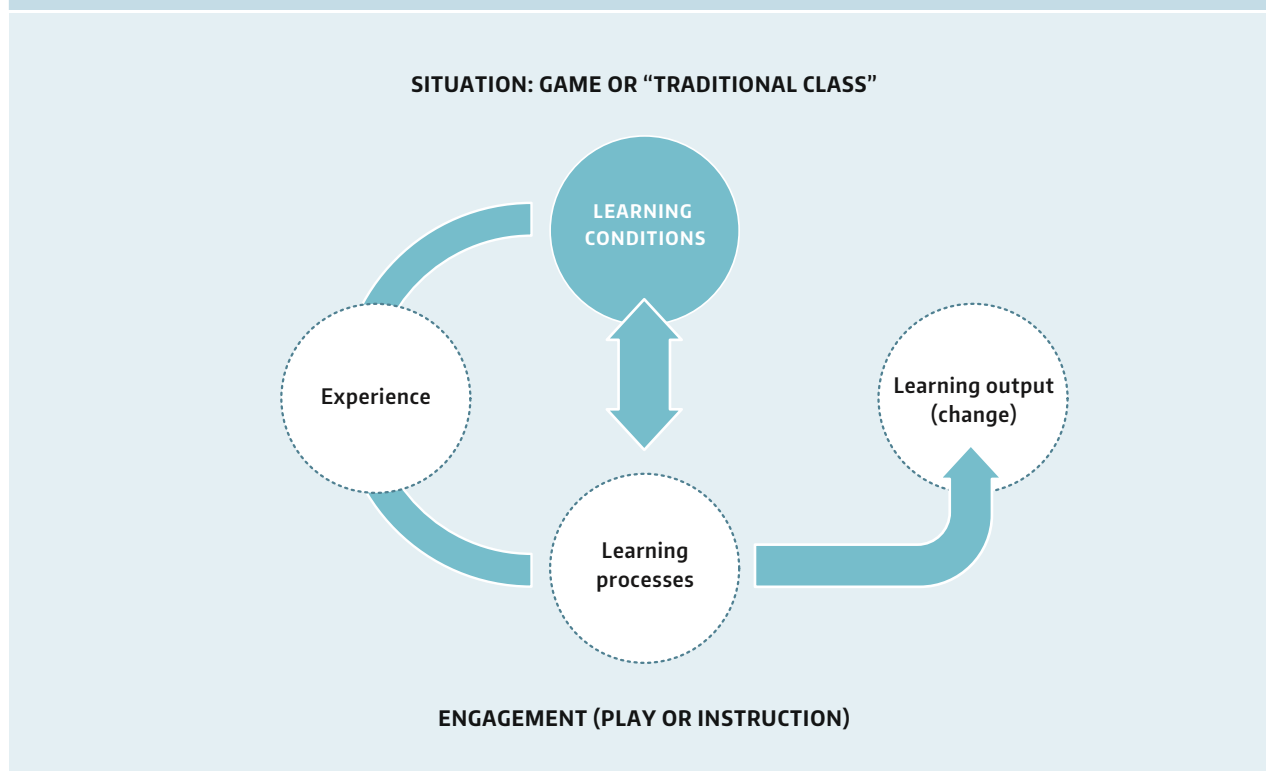 SITUATION: GAME OR “TRADITIONAL CLASS”
LEARNING
CONDITIONS
Experience
Learning output
(change)
Learning
processes
ENGAGEMENT (PLAY OR INSTRUCTION)